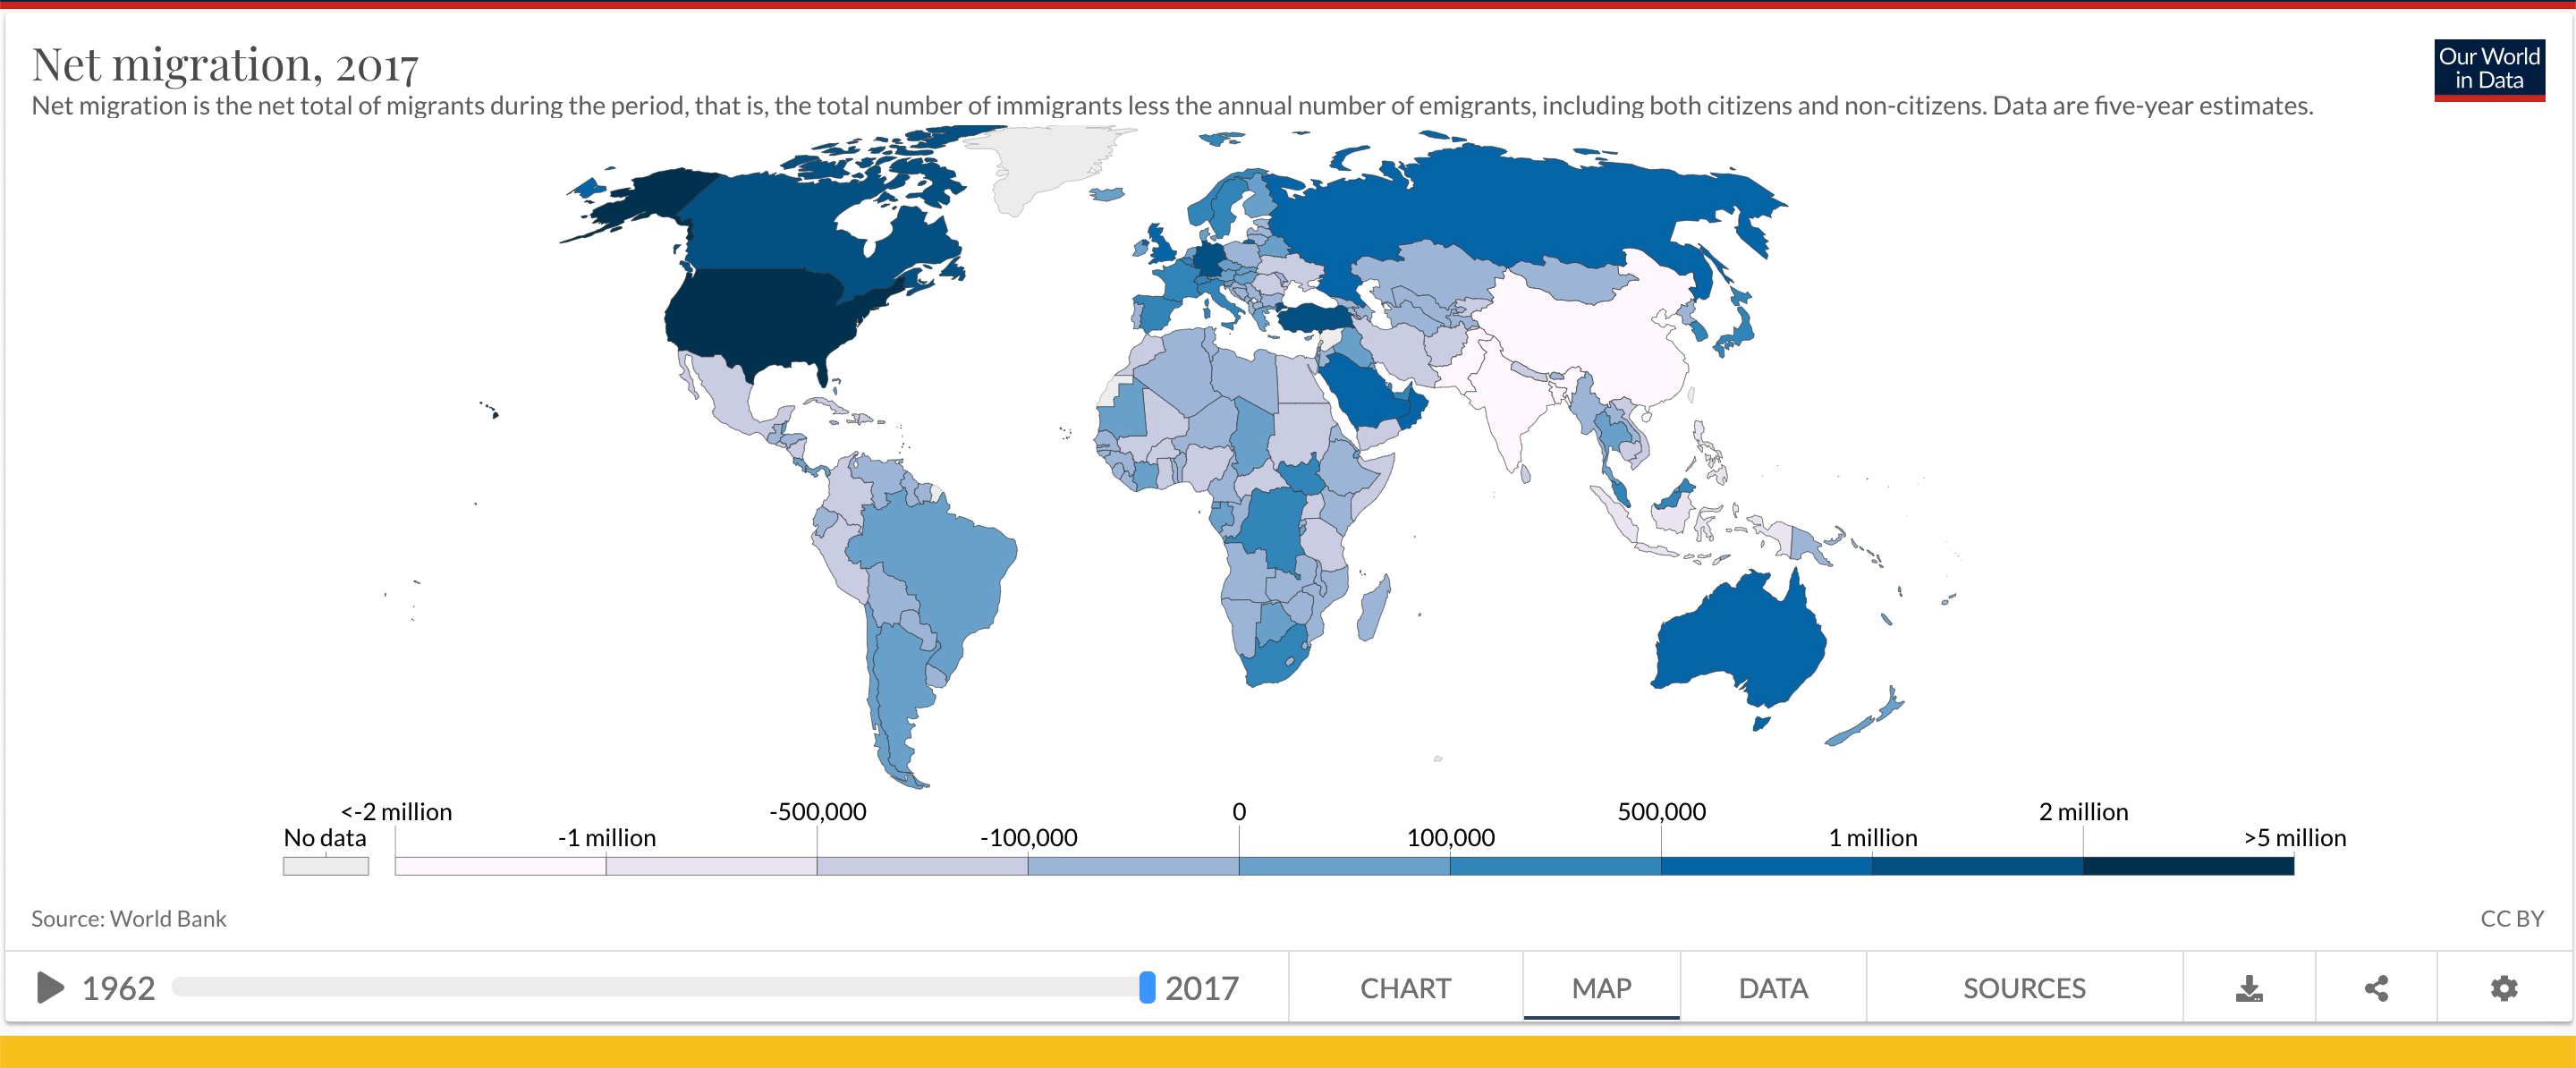 Net migration, 2017
Our World
in Data
Net migration is the net total of migrants during the period, that is, the total number of immigrants less the annual number of emigrants, including both citizens and non-citizens. Data are five-year estimates.
<-2 million
-500,000
0
500,000
2 million
No data
-1 million
-100,000
100,000
1 million
>5 million
Source: World Bank
CC BY
1962
2017
CHART
MAP
DATA
SOURCES